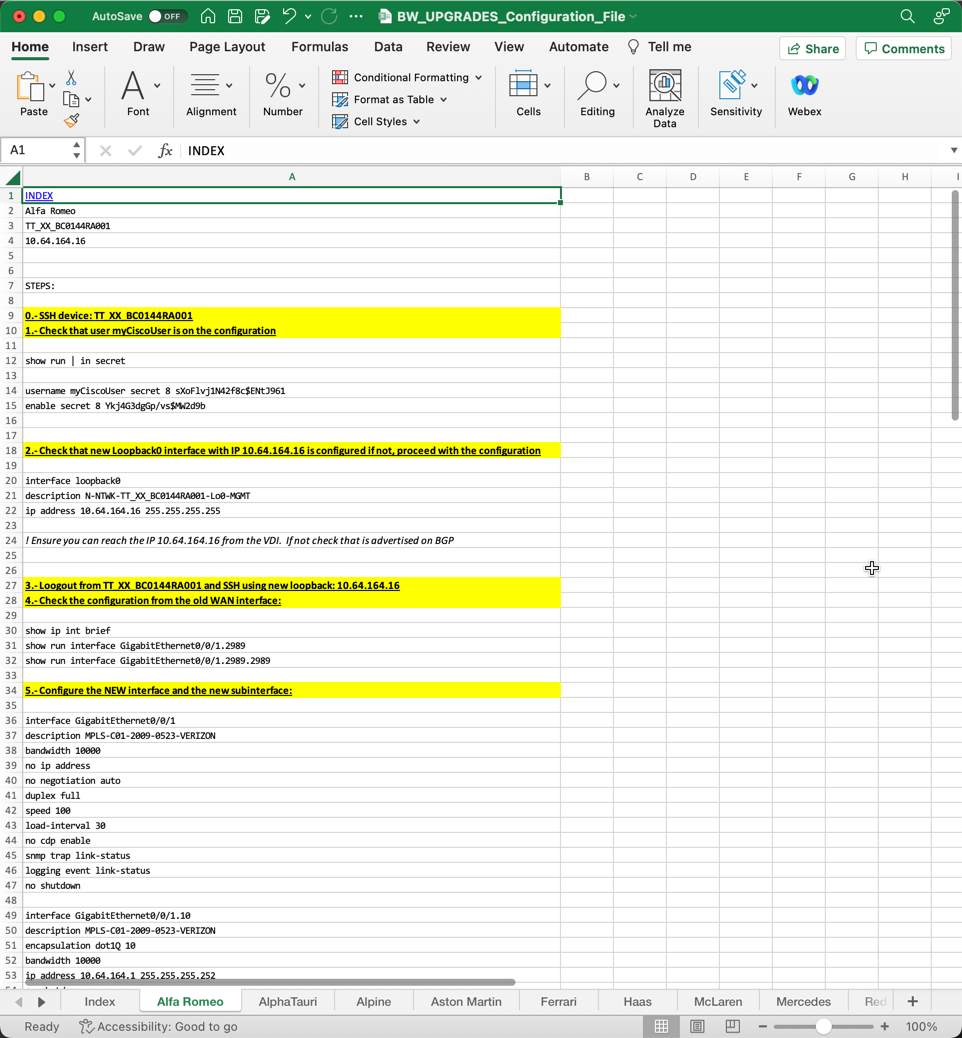 AutoSave OFF BW_UPGRADES_Configuration_File
Home Insert Draw Page Layout Formulas Data Review View Automate Tell me Share Comments
Paste Font Alignment Number Conditional Formatting Format as Table Cell Styles Cells Editing Analyze Data Sensitivity Webex
A1 fx INDEX
A B C D E F G H I
1 INDEX
2 Alfa Romeo
3 TT_XX_BC0144RA001
4 10.64.164.16
5
6
7 STEPS:
8
9 0.- SSH device: TT_XX_BC0144RA001
10 1.- Check that user myCiscoUser is on the configuration
11
12 show run | in secret
13
14 username myCiscoUser secret 8 sXoFlvj1N42f8c$ENtJ961
15 enable secret 8 Ykj4G3dgGp/vs$MW2d9b
16
17
18 2.- Check that new Loopback0 interface with IP 10.64.164.16 is configured if not, proceed with the configuration
19
20 interface loopback0
21 description N-NTWK-TT_XX_BC0144RA001-Lo0-MGMT
22 ip address 10.64.164.16 255.255.255.255
23
24 ! Ensure you can reach the IP 10.64.164.16 from the VDI. If not check that is advertised on BGP
25
26
27 3.- Loogout from TT_XX_BC0144RA001 and SSH using new loopback: 10.64.164.16
28 4.- Check the configuration from the old WAN interface:
29
30 show ip int brief
31 show run interface GigabitEthernet0/0/1.2989
32 show run interface GigabitEthernet0/0/1.2989.2989
33
34 5.- Configure the NEW interface and the new subinterface:
35
36 interface GigabitEthernet0/0/1
37 description MPLS-C01-2009-0523-VERIZON
38 bandwidth 10000
39 no ip address
40 no negotiation auto
41 duplex full
42 speed 100
43 load-interval 30
44 no cdp enable
45 snmp trap link-status
46 logging event link-status
47 no shutdown
48
49 interface GigabitEthernet0/0/1.10
50 description MPLS-C01-2009-0523-VERIZON
51 encapsulation dot1Q 10
52 bandwidth 10000
53 ip address 10.64.164.1 255.255.255.252
Index Alfa Romeo AlphaTauri Alpine Aston Martin Ferrari Haas McLaren Mercedes Red
Ready Accessibility: Good to go 100%